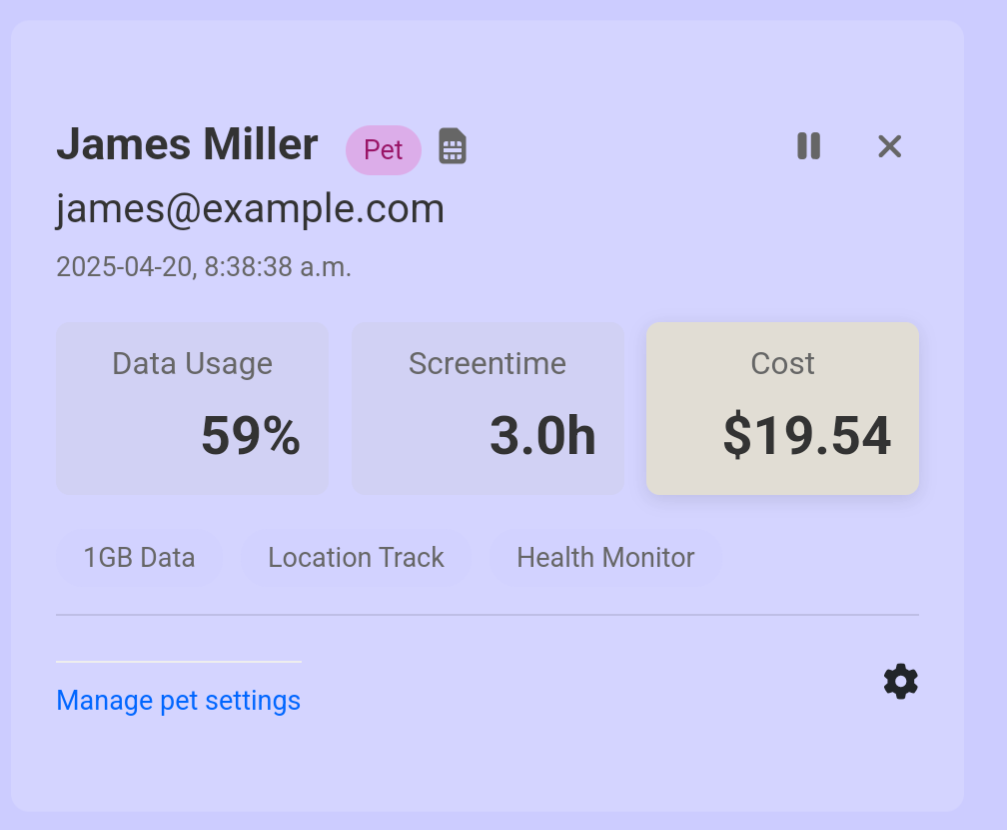 James Miller Pet
james@example.com
2025-04-20, 8:38:38 a.m.
Data Usage Screentime Cost
59% 3.0h $19.54
1GB Data Location Track Health Monitor
Manage pet settings